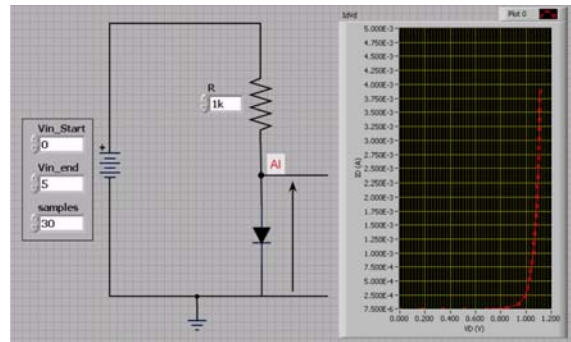 Vin_Start
0
Vin_end
5
samples
30
+
R
1k
AI
IdVd
Plot 0
ID (A)
5.000E-3
4.750E-3
4.500E-3
4.250E-3
4.000E-3
3.750E-3
3.500E-3
3.250E-3
3.000E-3
2.750E-3
2.500E-3
2.250E-3
2.000E-3
1.750E-3
1.500E-3
1.250E-3
1.000E-3
7.500E-4
5.000E-4
2.500E-4
7.500E-6
0.000 0.200 0.400 0.600 0.800 1.000 1.200
VD (V)